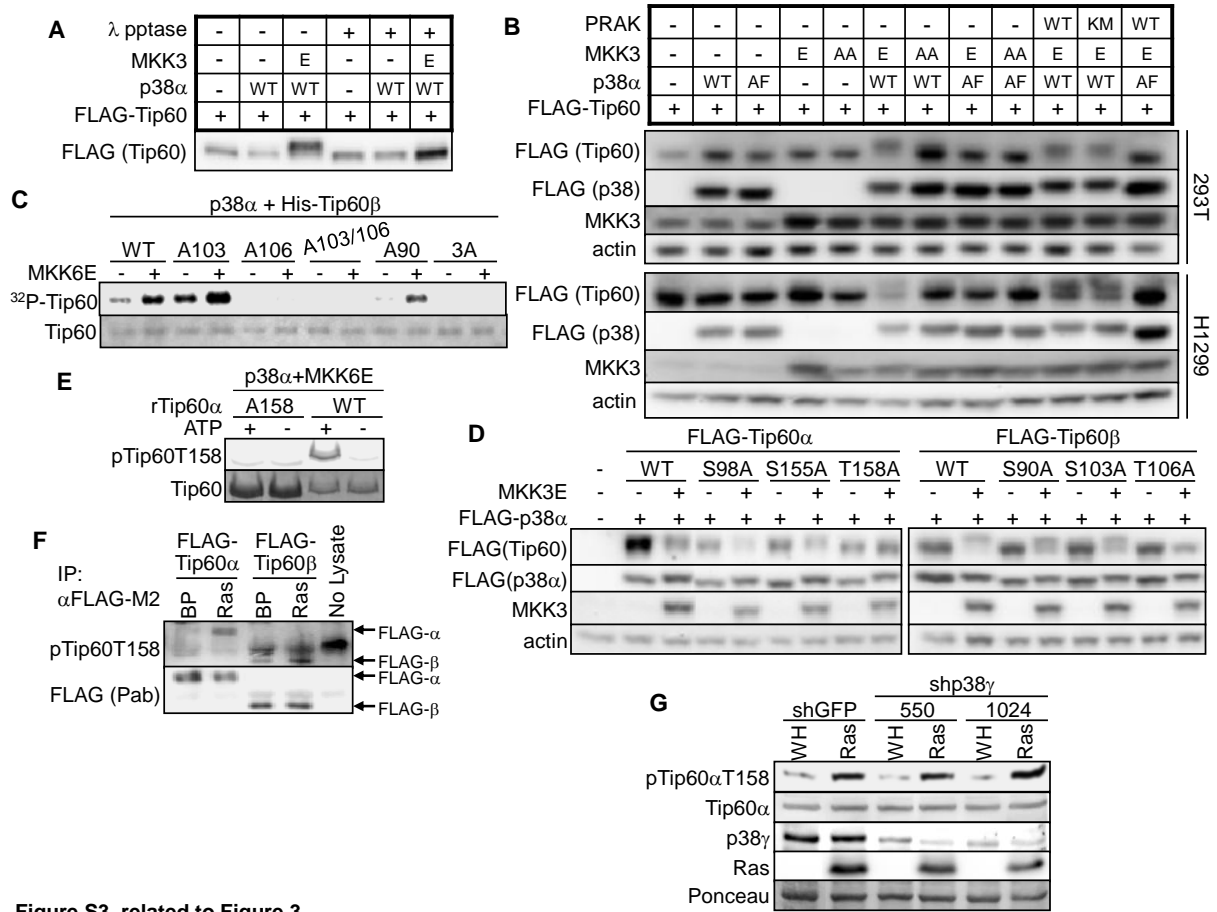 A
λ pptase - - - + + +
MKK3 - - E - - E
p38α - WT WT - WT WT
FLAG-Tip60 + + + + + +
FLAG (Tip60)
B
PRAK - - - - - - - - - WT KM WT
MKK3 - - - E AA E AA E AA E E E
p38α - WT AF - - WT WT AF AF WT WT AF
FLAG-Tip60 + + + + + + + + + + + +
FLAG (Tip60)
FLAG (p38)
MKK3
actin
293T
FLAG (Tip60)
FLAG (p38)
MKK3
actin
H1299
C
p38α + His-Tip60β
WT A103 A106 A103/106 A90 3A
MKK6E - + - + - + - + - + - +
32P-Tip60
Tip60
E
p38α+MKK6E
rTip60α A158 WT
ATP + - + -
pTip60T158
Tip60
D
FLAG-Tip60α FLAG-Tip60β
- WT S98A S155A T158A WT S90A S103A T106A
MKK3E - - + - + - + - + - + - + - + - +
FLAG-p38α - + + + + + + + + + + + + + + + +
FLAG(Tip60)
FLAG(p38α)
MKK3
actin
F
IP:
αFLAG-M2
FLAG-Tip60α FLAG-Tip60β
BP Ras BP Ras No Lysate
pTip60T158
FLAG-α
FLAG-β
FLAG (Pab)
FLAG-α
FLAG-β
G
shp38γ
shGFP 550 1024
WH Ras WH Ras WH Ras
pTip60αT158
Tip60α
p38γ
Ras
Ponceau
Figure S3, related to Figure 3